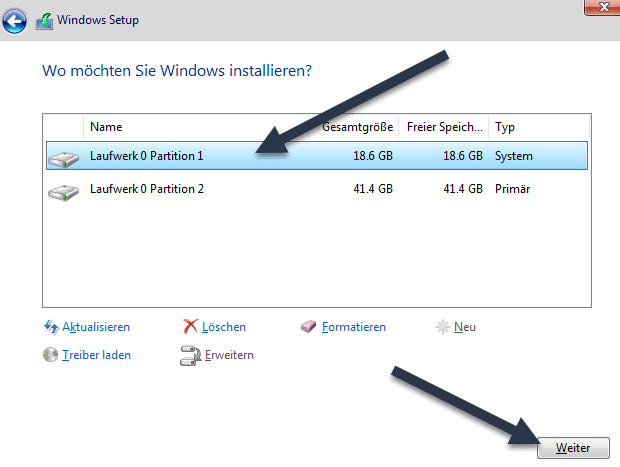 Windows Setup
Wo möchten Sie Windows installieren?
Name Gesamtgröße Freier Speich... Typ
Laufwerk 0 Partition 1 18.6 GB 18.6 GB System
Laufwerk 0 Partition 2 41.4 GB 41.4 GB Primär
Aktualisieren Löschen Formatieren Neu
Treiber laden Erweitern
Weiter